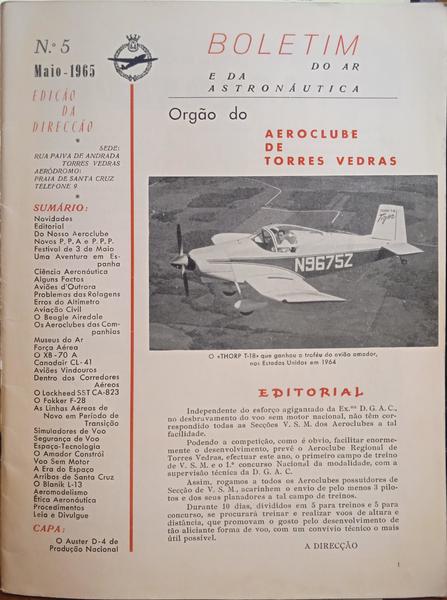 N.º 5
Maio - 1965
EDIÇÃO
DA
DIRECÇÃO
*
SEDE:
RUA PAIVA DE ANDRADA
TORRES VEDRAS
AERÓDROMO:
PRAIA DE SANTA CRUZ
TELEFONE 9
*
SUMÁRIO:
Novidades
Editorial
Do Nosso Aeroclube
Novos P. P. A e P. P. P.
Festival de 3 de Maio
Uma Aventura em Espanha
Ciência Aeronáutica
Alguns Factos
Aviões d'Outrora
Problemas das Rolagens
Erros do Altímetro
Aviação Civil
O Beagle Airedale
Os Aeroclubes das Companhias
Museus do Ar
Força Aérea
O XB-70 A
Canadair CL-41
Aviões Vindouros
Dentro dos Corredores
Aéreos
O Lockheed SST CA-823
O Fokker F-28
As Linhas Aéreas de
Novo em Período de
Transição
Simuladores de Voo
Segurança de Voo
Espaço-Tecnologia
O Amador Constrói
Voo Sem Motor
A Era do Espaço
Arribas de Santa Cruz
O Blanik L-13
Aeromodelismo
Ética Aeronáutica
Procedimentos
Leia e Divulgue
CAPA:
O Auster D-4 de
Produção Nacional
BOLETIM
DO AR
E DA
ASTRONÁUTICA
Orgão do
AEROCLUBE
DE
TORRES VEDRAS
Tiger
N9675Z
O «THORP T-18» que ganhou o troféu do avião amador,
nos Estados Unidos em 1964
EDITORIAL
Independente do esforço agigantado da Ex.ma D. G. A. C.,
no desbravamento do voo sem motor nacional, não têm cor-
respondido todas as Secções V. S. M. dos Aeroclubes a tal
facilidade.
Podendo a competição, como é óbvio, facilitar enorme-
mente o desenvolvimento, prevê o Aeroclube Regional de
Torres Vedras, efectuar este ano, o primeiro campo de treino
de V. S. M. e o 1.º concurso Nacional da modalidade, com a
supervisão técnica da D. G. A. C.
Assim, rogamos a todos os Aeroclubes possuidores de
Secção de V. S. M., acarinhem o envio de pelo menos 3 pilo-
tos e dos seus planadores a tal campo de treinos.
Durante 10 dias, divididos em 5 para treinos e 5 para
concurso, se procurará treinar e realizar voos de altura e
distância, que promovam o gosto pelo desenvolvimento de
tão aliciante forma de voo, com um convívio técnico o mais
útil possível.
A DIRECÇÃO
1